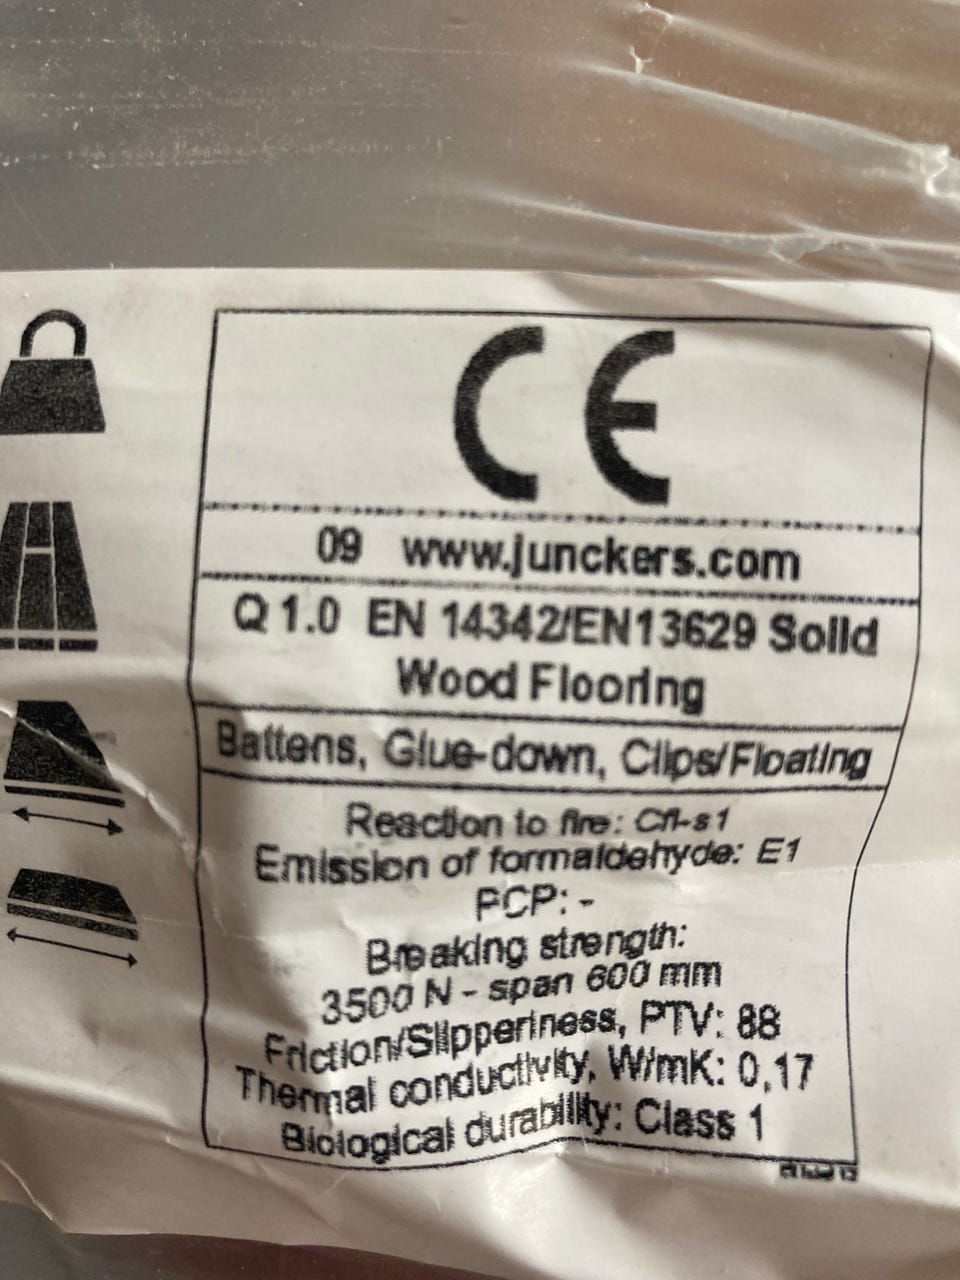 CE
09 www.junckers.com
Q 1.0 EN 14342/EN13629 Solid
Wood Flooring
Battens, Glue-down, Clips/Floating
Reaction to fire: Cfl-s1
Emission of formaldehyde: E1
PCP: -
Breaking strength:
3500 N - span 600 mm
Friction/Slipperiness, PTV: 88
Thermal conductivity, W/mK: 0,17
Biological durability: Class 1